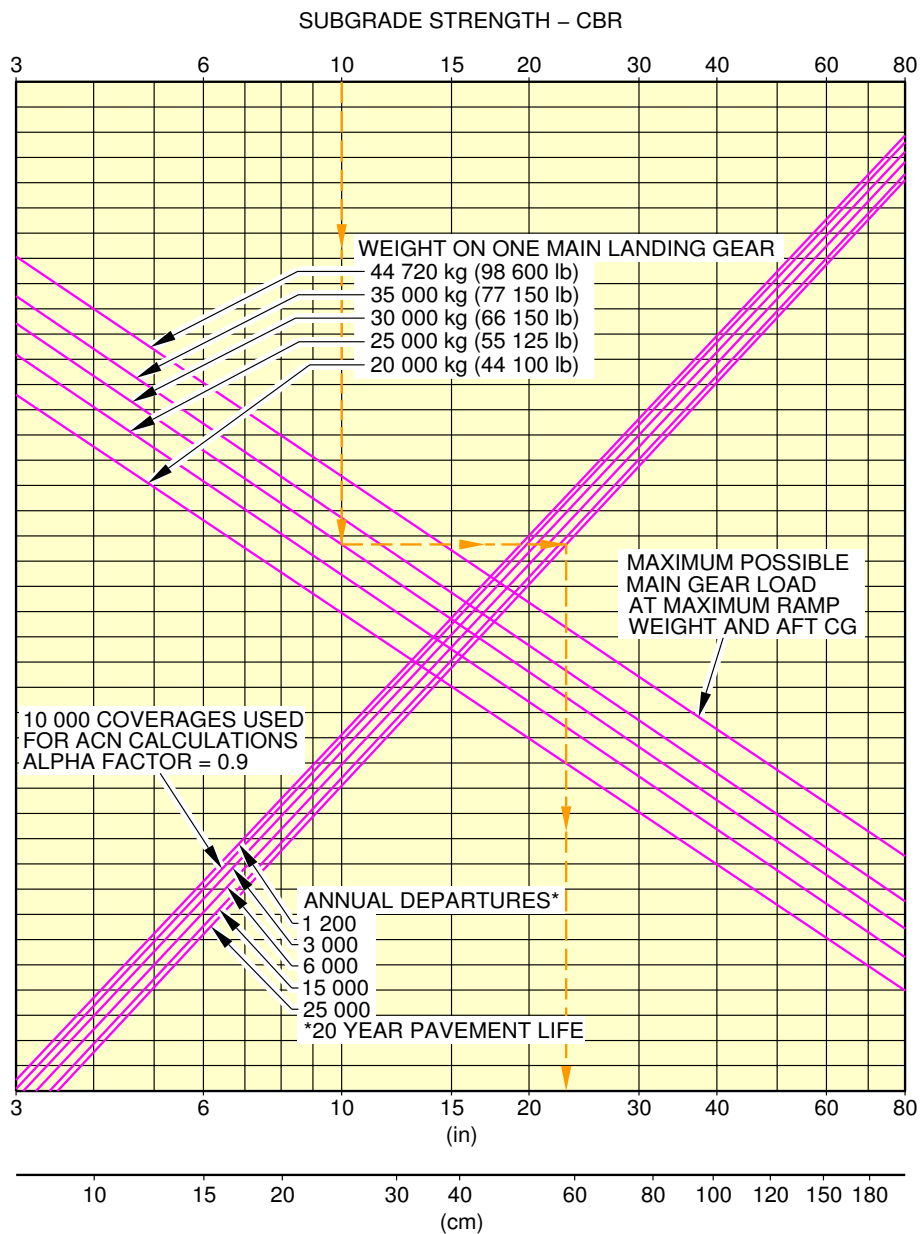 SUBGRADE STRENGTH – CBR
3 6 10 15 20 30 40 60 80
WEIGHT ON ONE MAIN LANDING GEAR
44 720 kg (98 600 lb)
35 000 kg (77 150 lb)
30 000 kg (66 150 lb)
25 000 kg (55 125 lb)
20 000 kg (44 100 lb)
MAXIMUM POSSIBLE
MAIN GEAR LOAD
AT MAXIMUM RAMP
WEIGHT AND AFT CG
10 000 COVERAGES USED
FOR ACN CALCULATIONS
ALPHA FACTOR = 0.9
ANNUAL DEPARTURES*
1 200
3 000
6 000
15 000
25 000
*20 YEAR PAVEMENT LIFE
3 6 10 15 20 30 40 60 80
(in)
10 15 20 30 40 60 80 100 120 150 180
(cm)